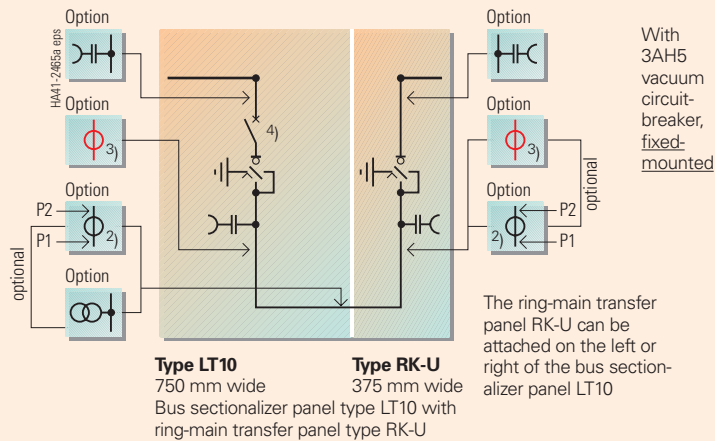 Option
HA41-2465a eps
Option
3)
Option
P2
P1
2)
optional
Option
4)
Option
Option
3)
Option
P2
P1
2)
optional
With
3AH5
vacuum
circuit-
breaker,
fixed-
mounted
The ring-main transfer
panel RK-U can be
attached on the left or
right of the bus section-
alizer panel LT10
Type LT10
750 mm wide
Type RK-U
375 mm wide
Bus sectionalizer panel type LT10 with
ring-main transfer panel type RK-U